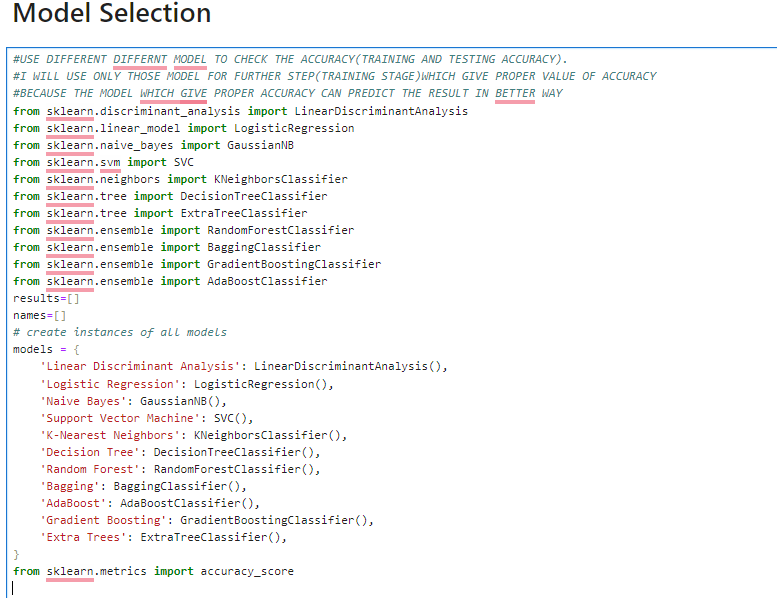 Model Selection
#USE DIFFERENT DIFFERNT MODEL TO CHECK THE ACCURACY(TRAINING AND TESTING ACCURACY).
#I WILL USE ONLY THOSE MODEL FOR FURTHER STEP(TRAINING STAGE)WHICH GIVE PROPER VALUE OF ACCURACY
#BECAUSE THE MODEL WHICH GIVE PROPER ACCURACY CAN PREDICT THE RESULT IN BETTER WAY
from sklearn.discriminant_analysis import LinearDiscriminantAnalysis
from sklearn.linear_model import LogisticRegression
from sklearn.naive_bayes import GaussianNB
from sklearn.svm import SVC
from sklearn.neighbors import KNeighborsClassifier
from sklearn.tree import DecisionTreeClassifier
from sklearn.tree import ExtraTreeClassifier
from sklearn.ensemble import RandomForestClassifier
from sklearn.ensemble import BaggingClassifier
from sklearn.ensemble import GradientBoostingClassifier
from sklearn.ensemble import AdaBoostClassifier
results=[]
names=[]
# create instances of all models
models = {
    'Linear Discriminant Analysis': LinearDiscriminantAnalysis(),
    'Logistic Regression': LogisticRegression(),
    'Naive Bayes': GaussianNB(),
    'Support Vector Machine': SVC(),
    'K-Nearest Neighbors': KNeighborsClassifier(),
    'Decision Tree': DecisionTreeClassifier(),
    'Random Forest': RandomForestClassifier(),
    'Bagging': BaggingClassifier(),
    'AdaBoost': AdaBoostClassifier(),
    'Gradient Boosting': GradientBoostingClassifier(),
    'Extra Trees': ExtraTreeClassifier(),
}
from sklearn.metrics import accuracy_score